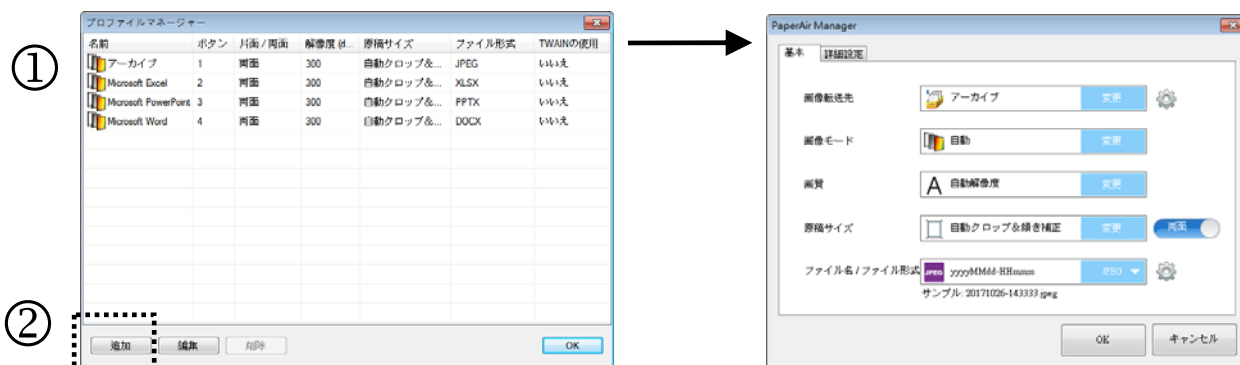 ①
プロファイルマネージャー
名前 ボタン 片面/両面 解像度 (d... 原稿サイズ ファイル形式 TWAINの使用
アーカイブ 1 両面 300 自動クロップ&... JPEG いいえ
Microsoft Excel 2 両面 300 自動クロップ&... XLSX いいえ
Microsoft PowerPoint 3 両面 300 自動クロップ&... PPTX いいえ
Microsoft Word 4 両面 300 自動クロップ&... DOCX いいえ
②
追加 編集 削除 OK
PaperAir Manager
基本 詳細設定
画像転送先 アーカイブ 変更
画像モード 自動 変更
画質 A 自動解像度 変更
原稿サイズ 自動クロップ&傾き補正 変更 両面
ファイル名/ファイル形式 JPEG yyyyMMdd-HHmmss JPEG
サンプル: 20171026-143333.jpeg
OK キャンセル